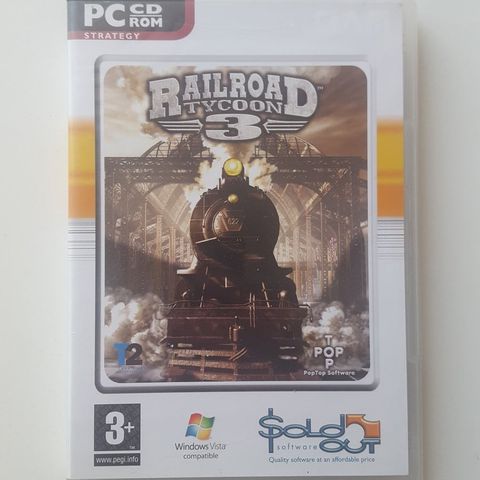 PC CD ROM
STRATEGY
RAILROAD
TYCOON
3
T2
TOP
POP
PopTop Software
3+
www.pegi.info
Windows Vista
compatible
Sold
software
OUT
Quality software at an affordable price